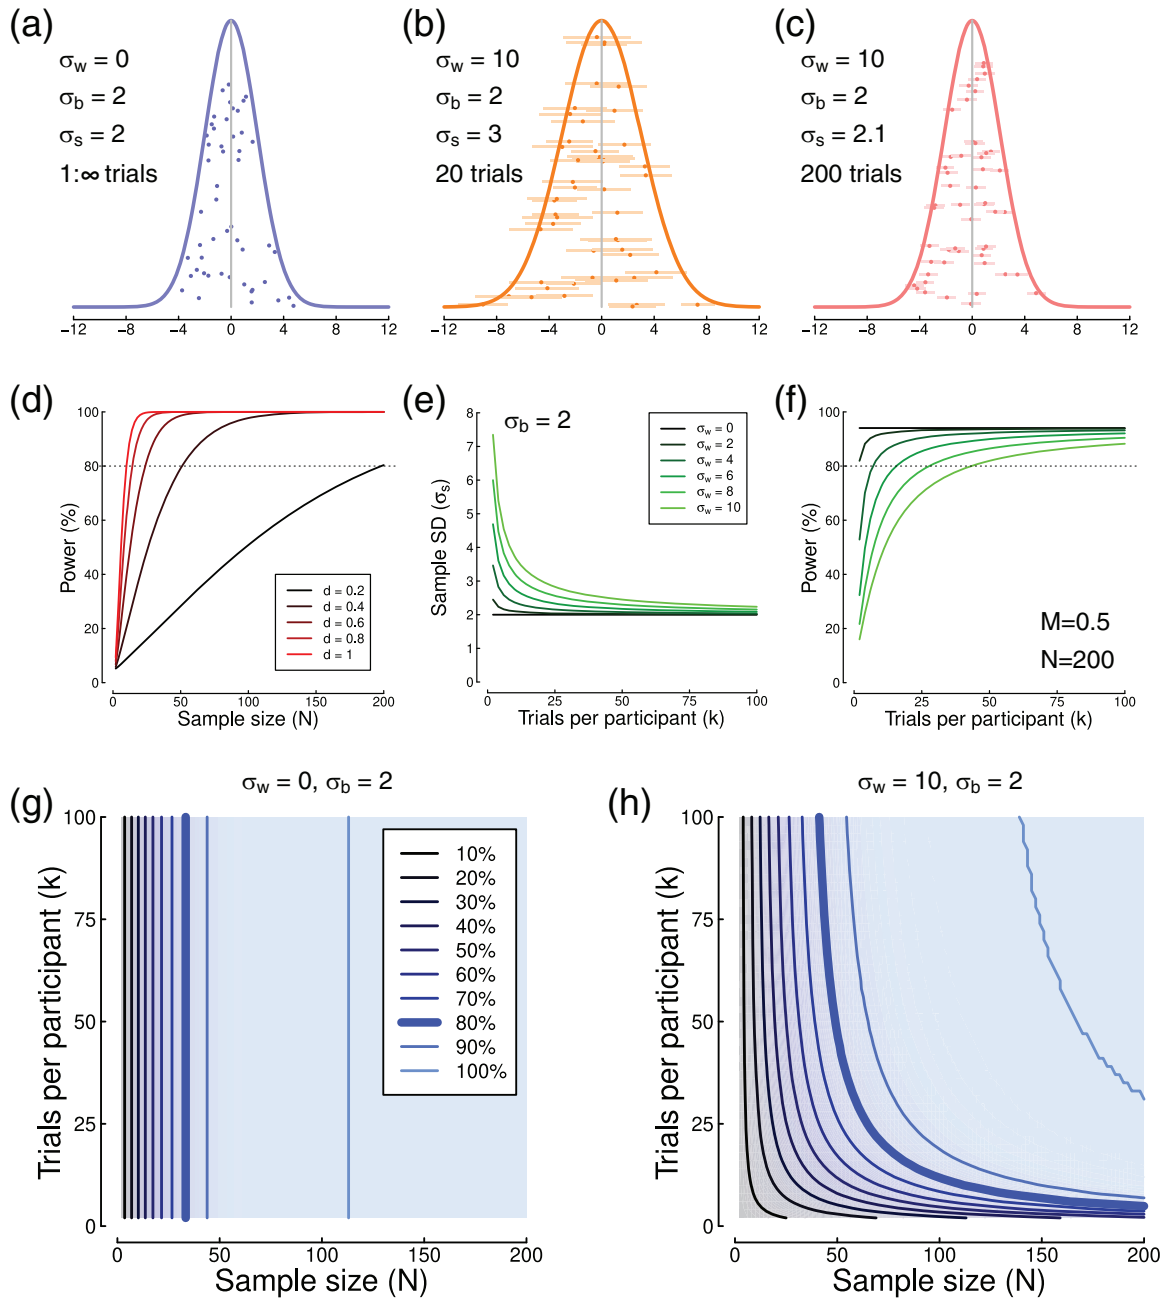 (a)
σw = 0
σb = 2
σs = 2
1:∞ trials
−12 −8 −4 0 4 8 12
(b)
σw = 10
σb = 2
σs = 3
20 trials
−12 −8 −4 0 4 8 12
(c)
σw = 10
σb = 2
σs = 2.1
200 trials
−12 −8 −4 0 4 8 12
(d)
Power (%)
100
80
60
40
20
0
d = 0.2
d = 0.4
d = 0.6
d = 0.8
d = 1
0 50 100 150 200
Sample size (N)
(e)
σb = 2
Sample SD (σs)
8
7
6
5
4
3
2
1
0
σw = 0
σw = 2
σw = 4
σw = 6
σw = 8
σw = 10
0 25 50 75 100
Trials per participant (k)
(f)
Power (%)
100
80
60
40
20
0
M=0.5
N=200
0 25 50 75 100
Trials per participant (k)
(g)
σw = 0, σb = 2
Trials per participant (k)
100
75
50
25
0
10%
20%
30%
40%
50%
60%
70%
80%
90%
100%
0 50 100 150 200
Sample size (N)
(h)
σw = 10, σb = 2
Trials per participant (k)
100
75
50
25
0
0 50 100 150 200
Sample size (N)